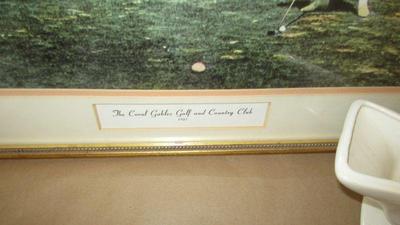 The Coral Gables Golf and Country Club